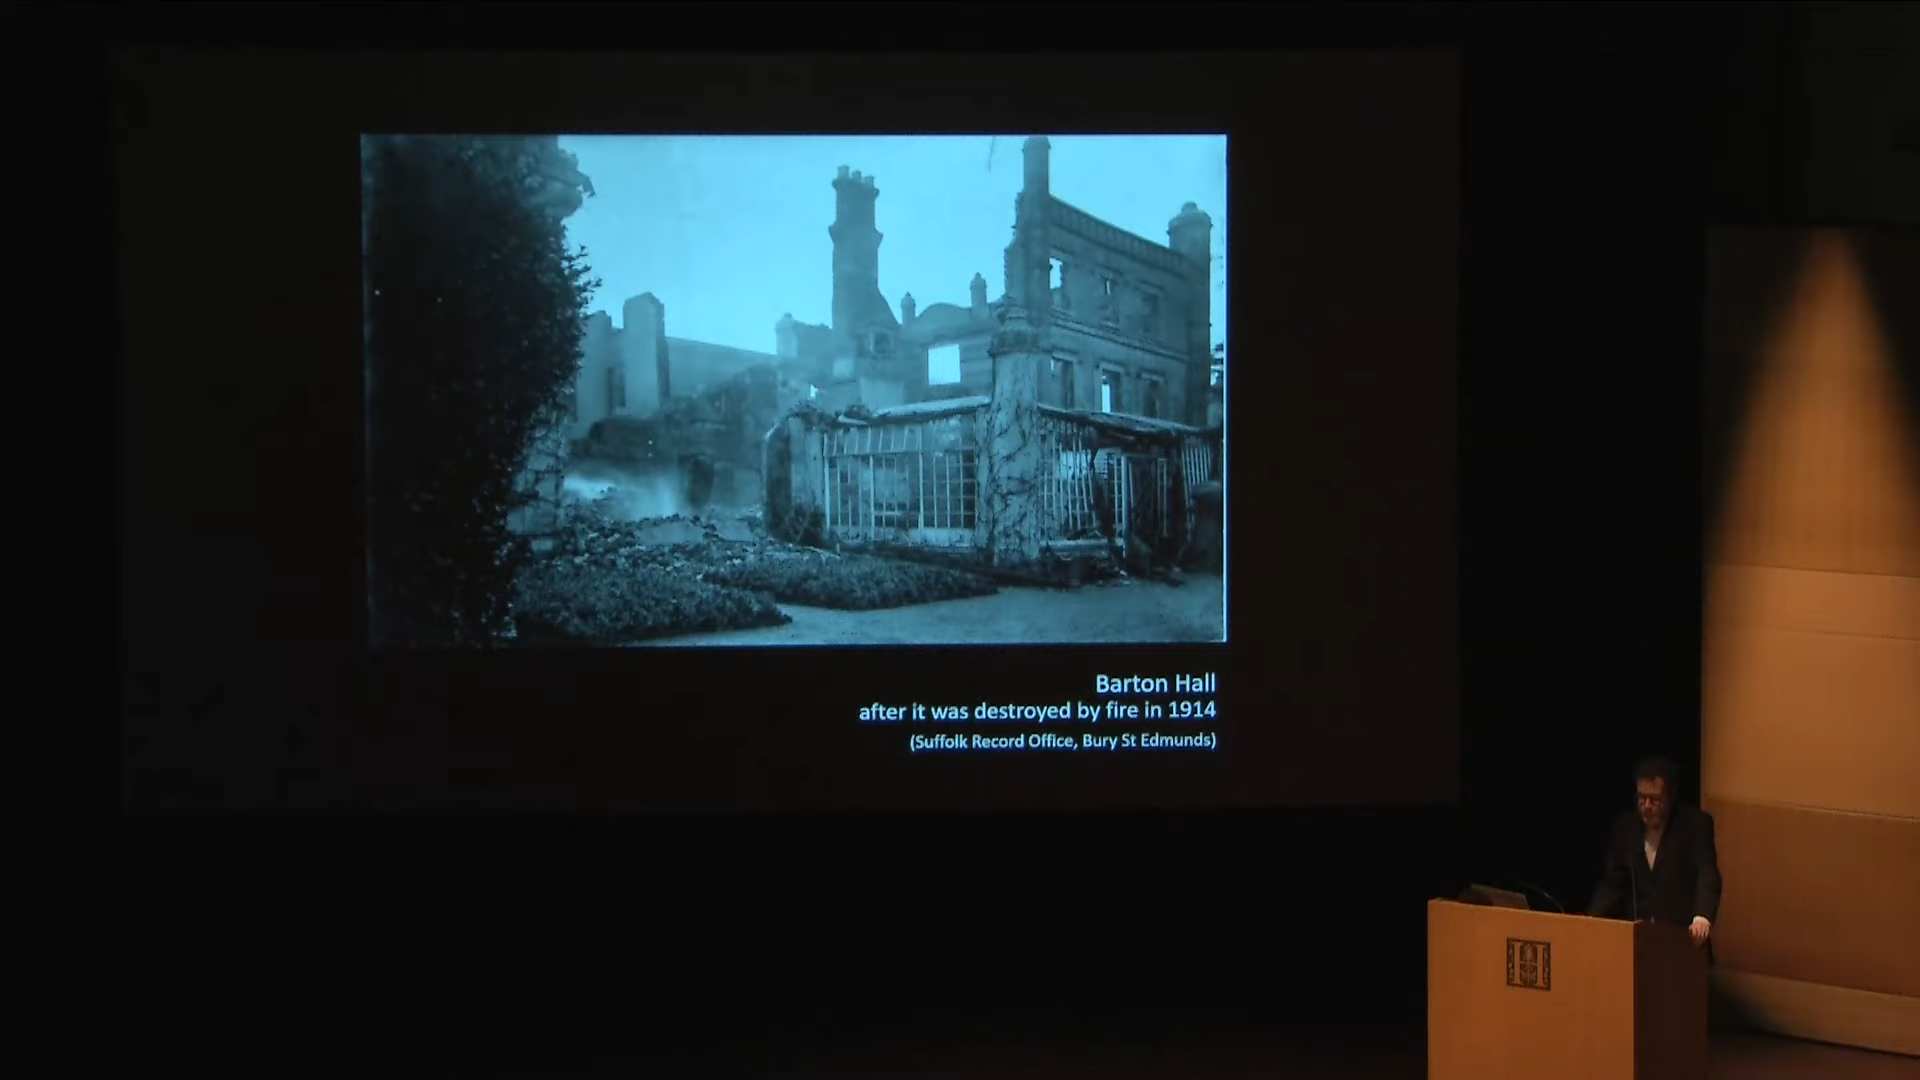 Barton Hall
after it was destroyed by fire in 1914
(Suffolk Record Office, Bury St Edmunds)
H